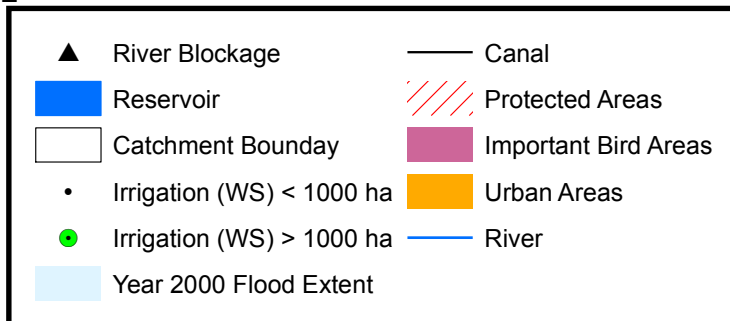 River Blockage
Reservoir
Catchment Bounday
Irrigation (WS) < 1000 ha
Irrigation (WS) > 1000 ha
Year 2000 Flood Extent
Canal
Protected Areas
Important Bird Areas
Urban Areas
River